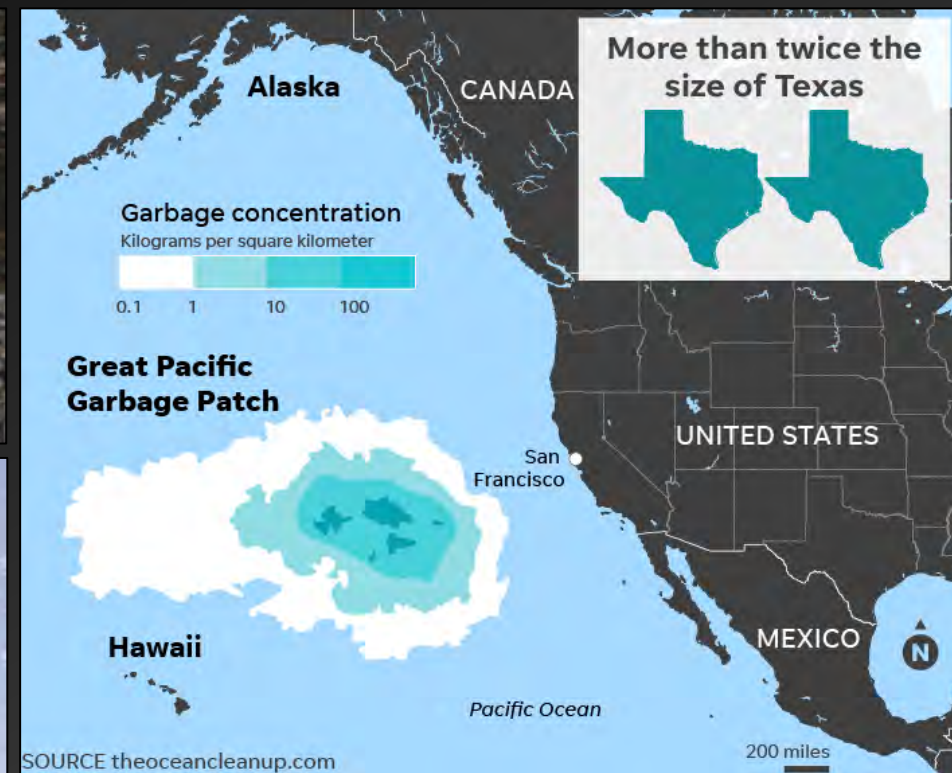 More than twice the
size of Texas
Alaska
CANADA
Garbage concentration
Kilograms per square kilometer
0.1 1 10 100
Great Pacific
Garbage Patch
San
Francisco
UNITED STATES
Hawaii
MEXICO
N
Pacific Ocean
SOURCE theoceancleanup.com
200 miles